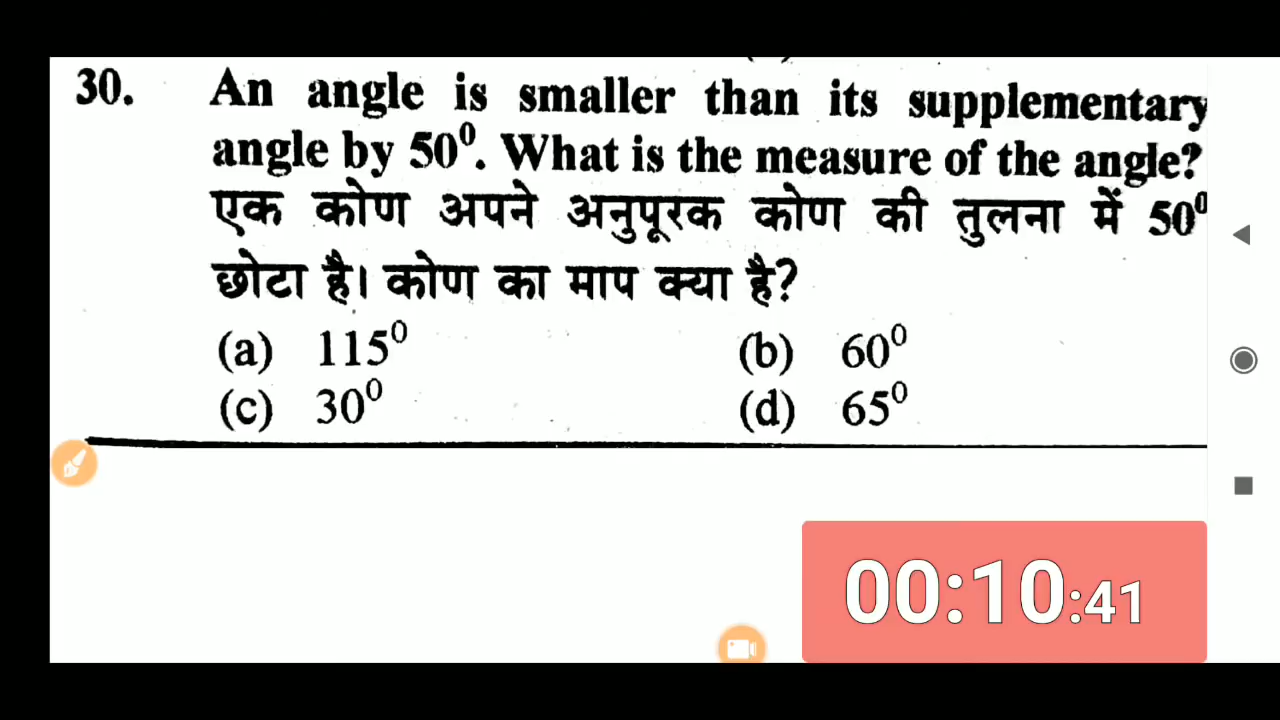 30. An angle is smaller than its supplementary
angle by 50⁰. What is the measure of the angle?
एक कोण अपने अनुपूरक कोण की तुलना में 50⁰
छोटा है। कोण का माप क्या है?
(a) 115⁰ (b) 60⁰
(c) 30⁰ (d) 65⁰
00:10:41